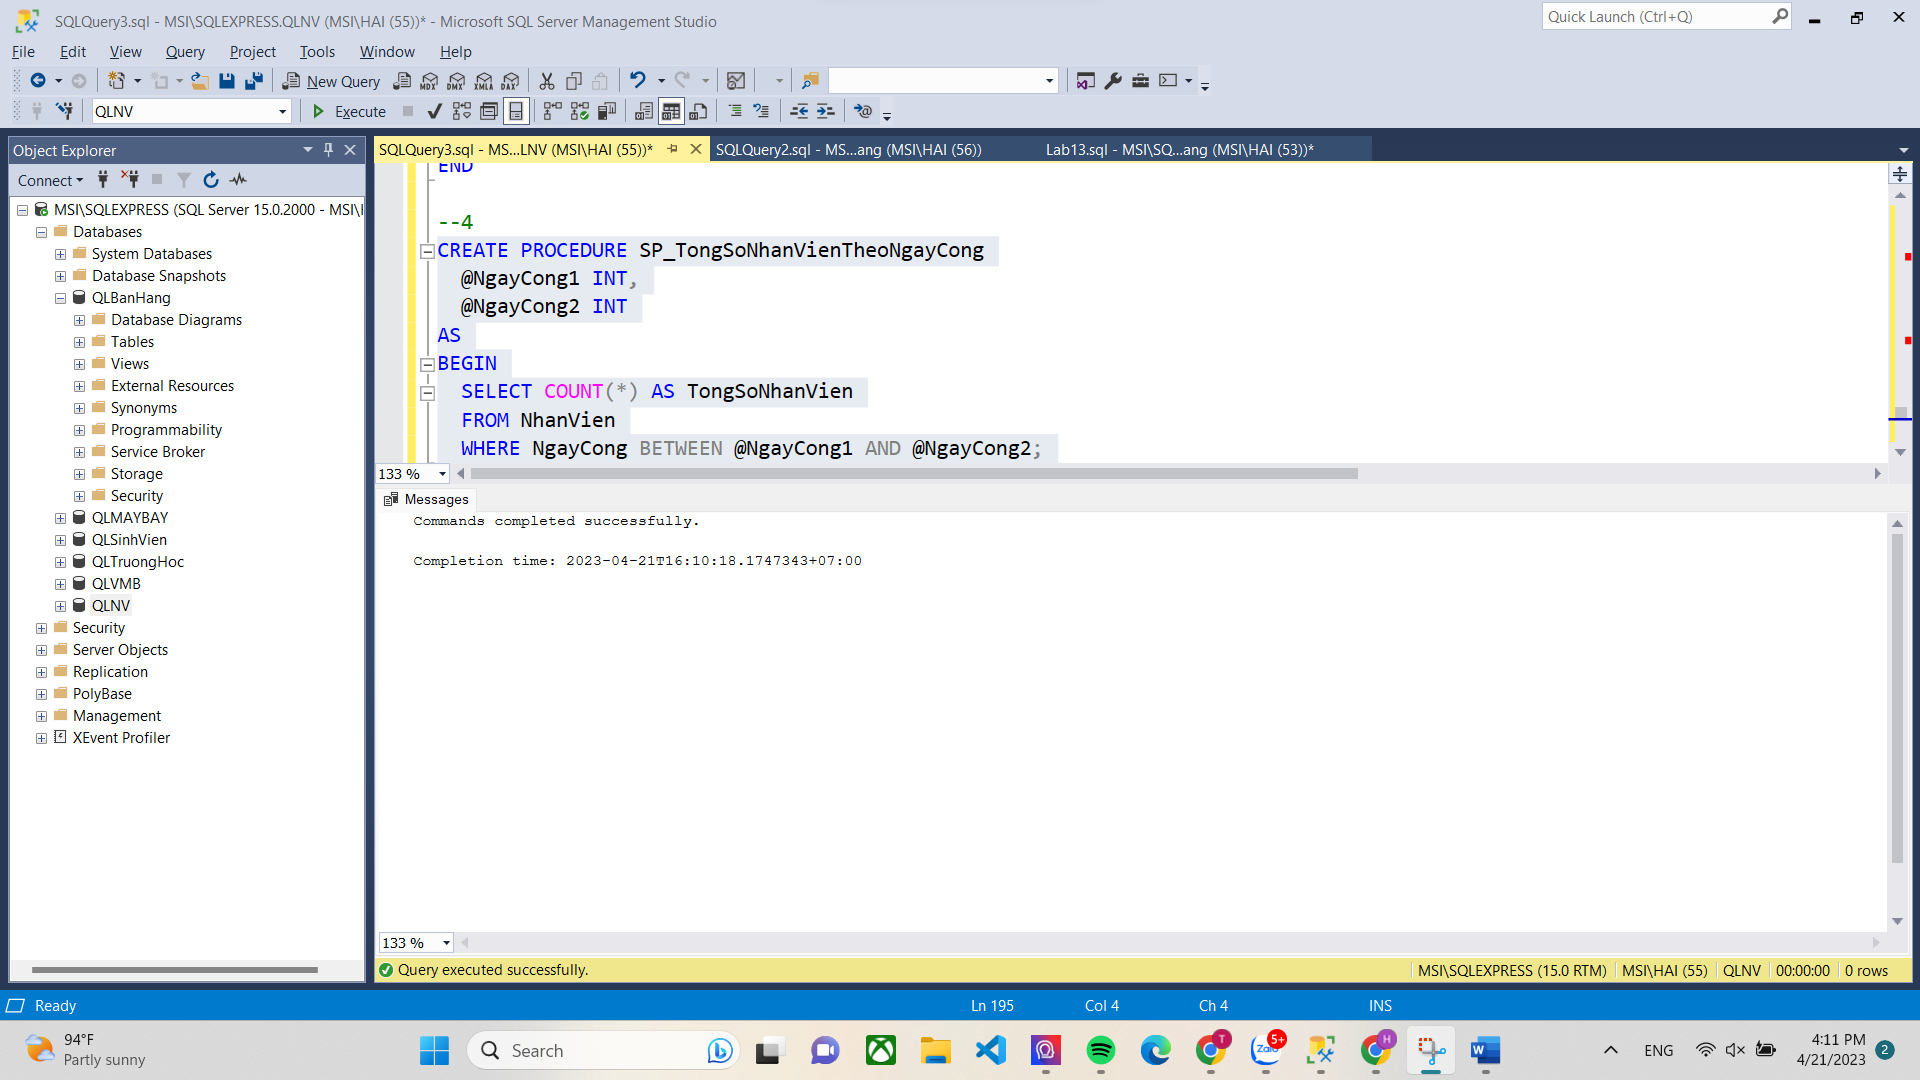 SQLQuery3.sql - MSI\SQLEXPRESS.QLNV (MSI\HAI (55))* - Microsoft SQL Server Management Studio
Quick Launch (Ctrl+Q)
File Edit View Query Project Tools Window Help
New Query
MDX DMX XMLA DAX
QLNV
Execute
Object Explorer
Connect
MSI\SQLEXPRESS (SQL Server 15.0.2000 - MSI\
Databases
System Databases
Database Snapshots
QLBanHang
Database Diagrams
Tables
Views
External Resources
Synonyms
Programmability
Service Broker
Storage
Security
QLMAYBAY
QLSinhVien
QLTruongHoc
QLVMB
QLNV
Security
Server Objects
Replication
PolyBase
Management
XEvent Profiler
SQLQuery3.sql - MS...LNV (MSI\HAI (55))*
SQLQuery2.sql - MS...ang (MSI\HAI (56))
Lab13.sql - MSI\SQ...ang (MSI\HAI (53))*
END
--4
CREATE PROCEDURE SP_TongSoNhanVienTheoNgayCong
@NgayCong1 INT,
@NgayCong2 INT
AS
BEGIN
SELECT COUNT(*) AS TongSoNhanVien
FROM NhanVien
WHERE NgayCong BETWEEN @NgayCong1 AND @NgayCong2;
133 %
Messages
Commands completed successfully.
Completion time: 2023-04-21T16:10:18.1747343+07:00
133 %
Query executed successfully.
MSI\SQLEXPRESS (15.0 RTM) MSI\HAI (55) QLNV 00:00:00 0 rows
Ready
Ln 195
Col 4
Ch 4
INS
94°F
Partly sunny
Search
T
Zalo
5+
H
W
ENG
4:11 PM
4/21/2023
2